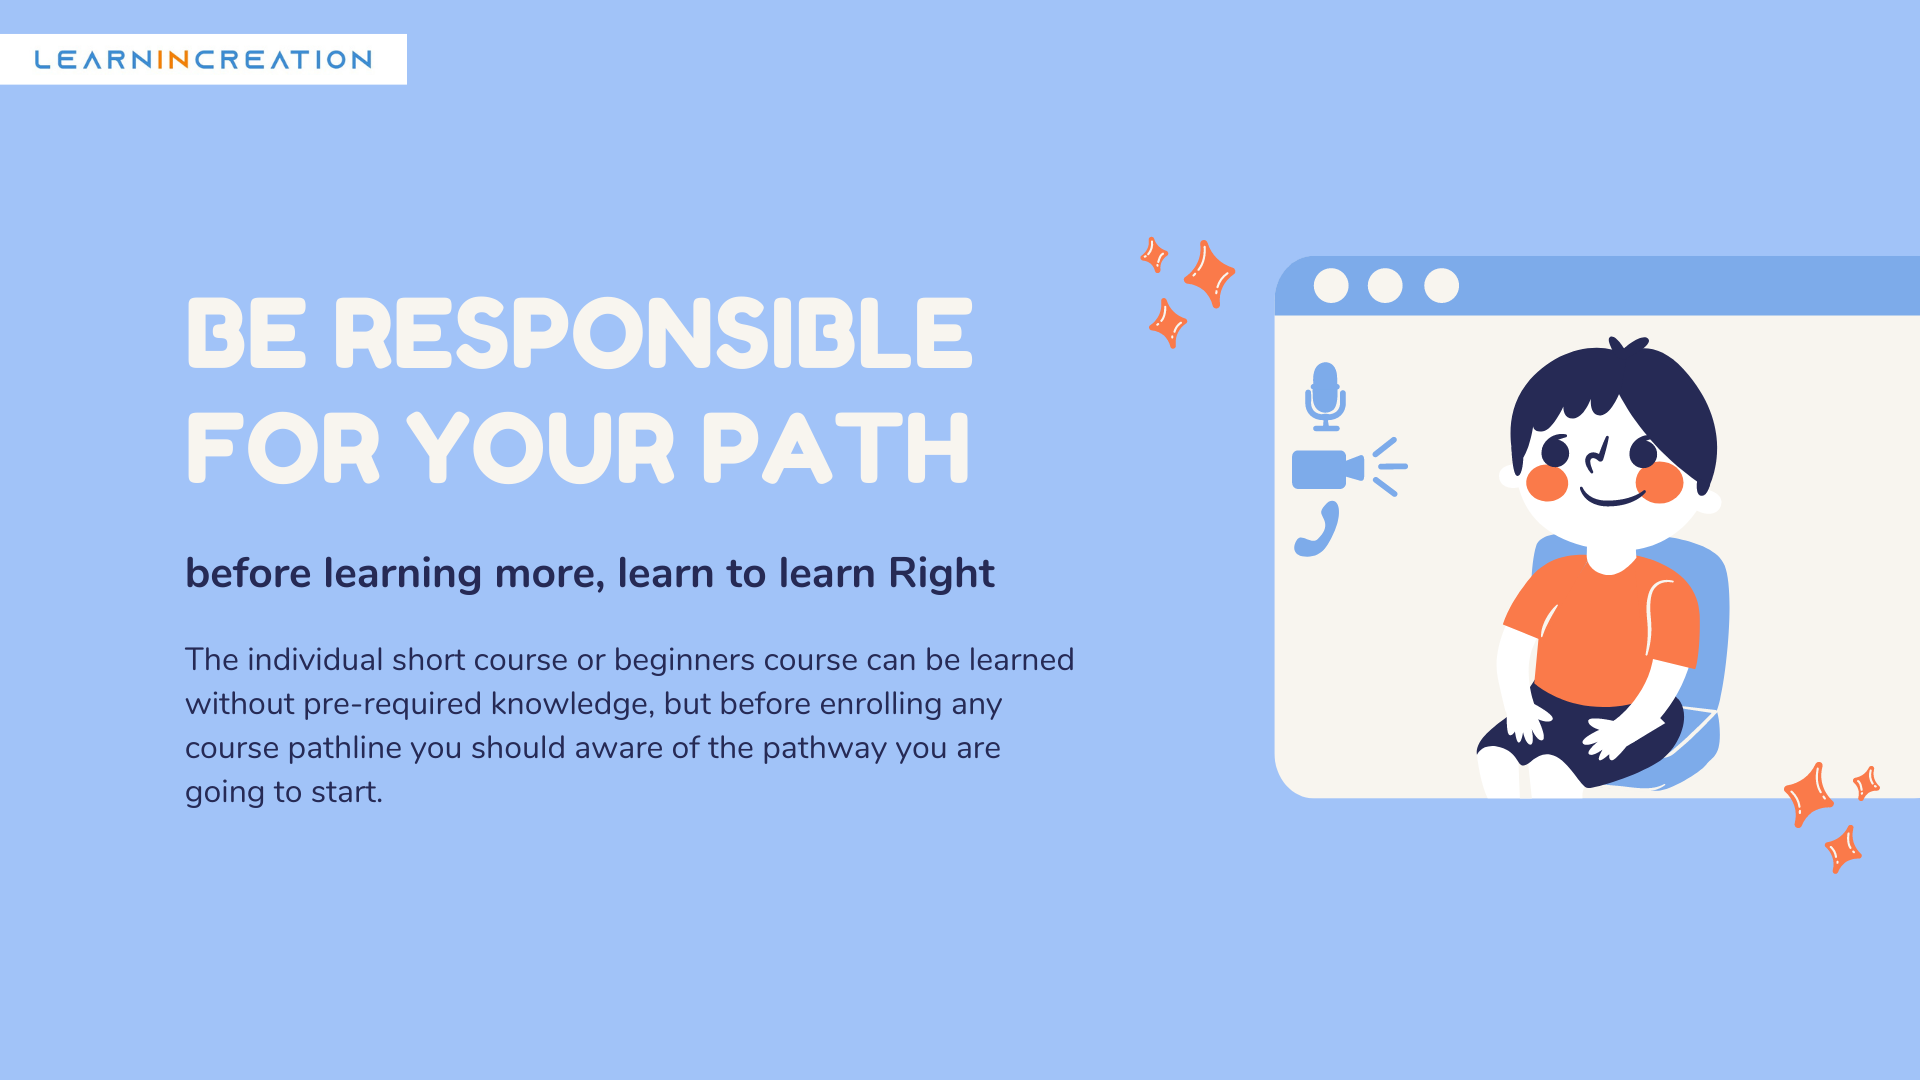 LEARNINCREATION
BE RESPONSIBLE
FOR YOUR PATH
before learning more, learn to learn Right
The individual short course or beginners course can be learned
without pre-required knowledge, but before enrolling any
course pathline you should aware of the pathway you are
going to start.